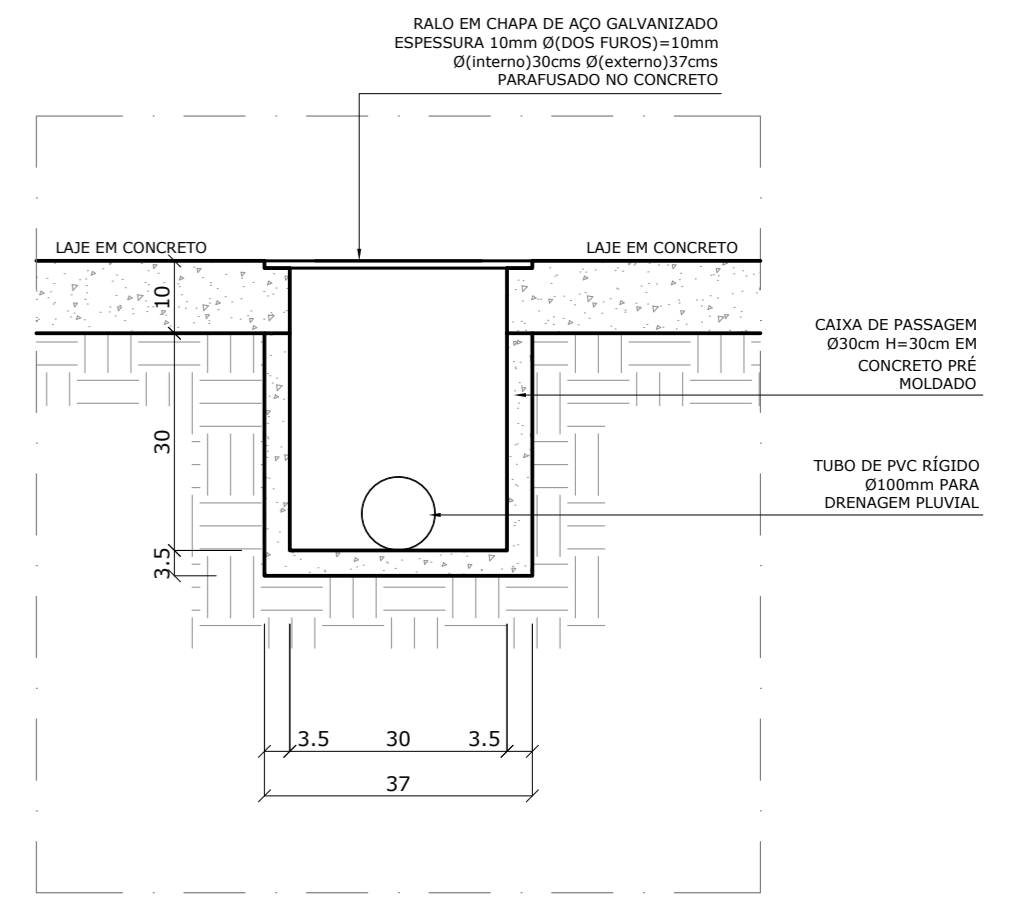 RALO EM CHAPA DE AÇO GALVANIZADO
ESPESSURA 10mm Ø(DOS FUROS)=10mm
Ø(interno)30cms Ø(externo)37cms
PARAFUSADO NO CONCRETO
LAJE EM CONCRETO
LAJE EM CONCRETO
10
CAIXA DE PASSAGEM
Ø30cm H=30cm EM
CONCRETO PRÉ
MOLDADO
30
TUBO DE PVC RÍGIDO
Ø100mm PARA
DRENAGEM PLUVIAL
3.5
3.5 30 3.5
37